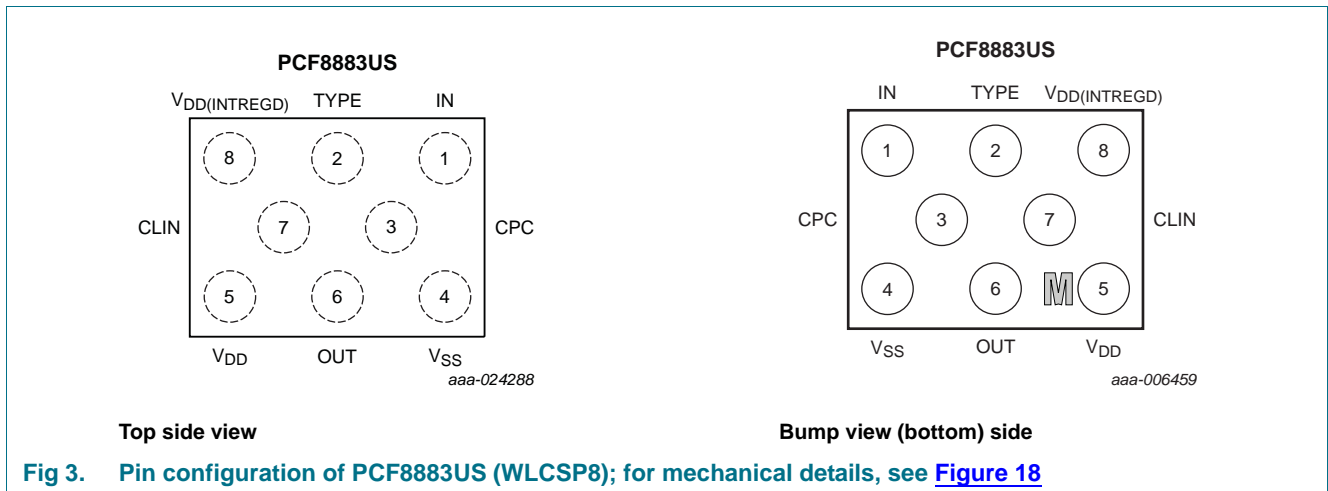 PCF8883US
VDD(INTREGD) TYPE IN
8 2 1
CLIN 7 3 CPC
5 6 4
VDD OUT VSS
aaa-024288
Top side view
PCF8883US
IN TYPE VDD(INTREGD)
1 2 8
CPC 3 7 CLIN
4 6 M 5
VSS OUT VDD
aaa-006459
Bump view (bottom) side
Fig 3. Pin configuration of PCF8883US (WLCSP8); for mechanical details, see Figure 18